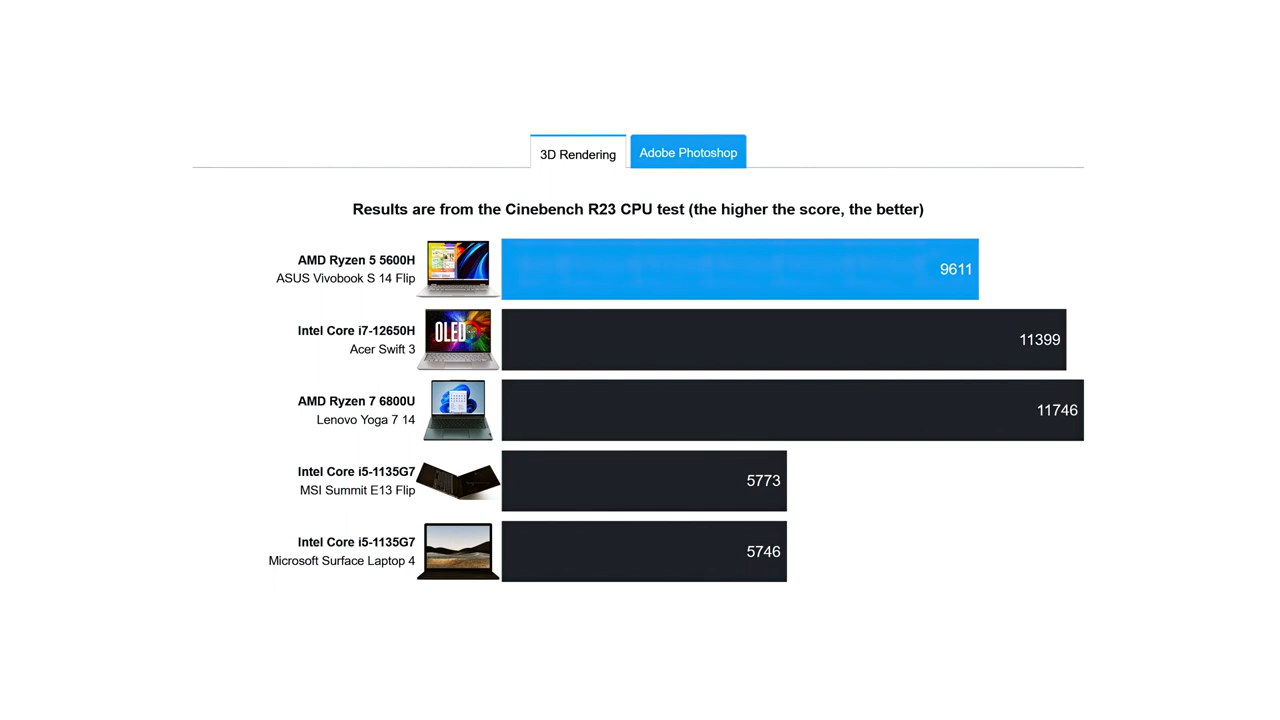 3D Rendering
Adobe Photoshop
Results are from the Cinebench R23 CPU test (the higher the score, the better)
AMD Ryzen 5 5600H
ASUS Vivobook S 14 Flip
9611
Intel Core i7-12650H
Acer Swift 3
OLED
11399
AMD Ryzen 7 6800U
Lenovo Yoga 7 14
11746
Intel Core i5-1135G7
MSI Summit E13 Flip
5773
Intel Core i5-1135G7
Microsoft Surface Laptop 4
5746